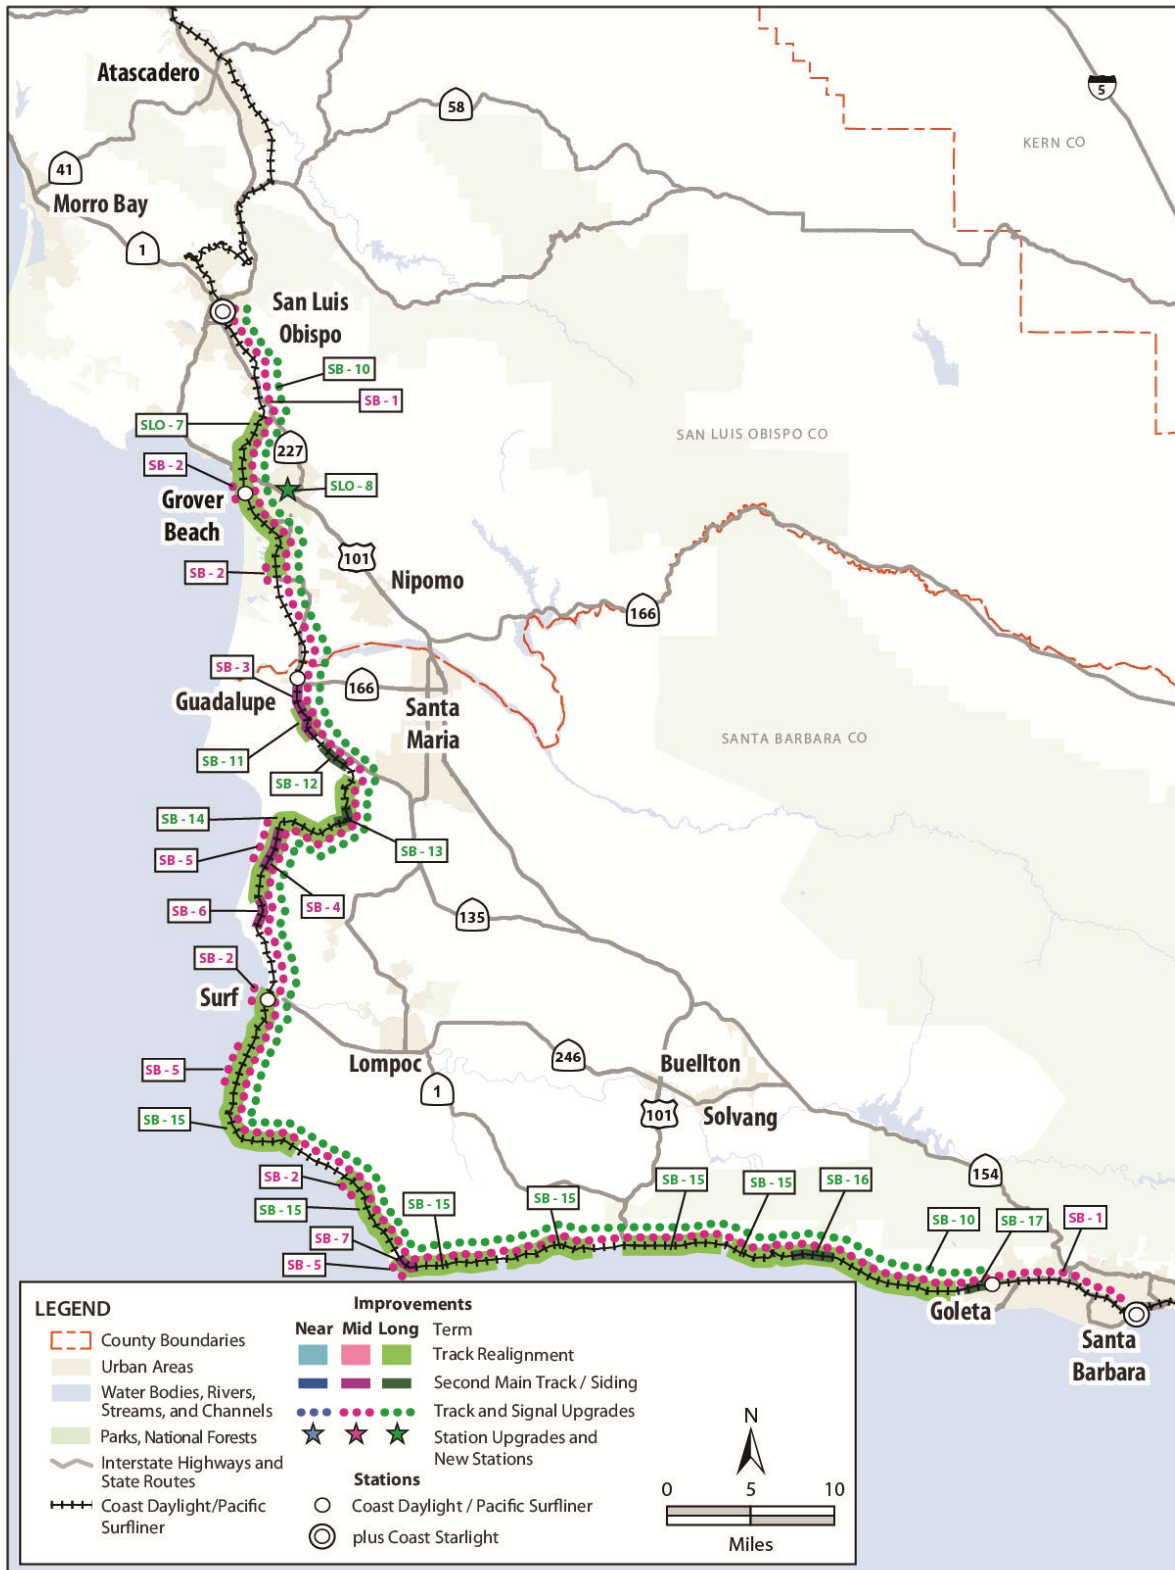 Atascadero
58
5
KERN CO
41
Morro Bay
1
San Luis
Obispo
SB - 10
SB - 1
SLO - 7
227
SAN LUIS OBISPO CO
SB - 2
SLO - 8
Grover
Beach
101
SB - 2
Nipomo
166
SB - 3
166
Guadalupe
Santa
Maria
SANTA BARBARA CO
SB - 11
SB - 12
SB - 14
SB - 13
SB - 5
SB - 4
SB - 6
135
SB - 2
Surf
246
Buellton
Lompoc
SB - 5
1
101
Solvang
SB - 15
154
SB - 2
SB - 15
SB - 15
SB - 15
SB - 15
SB - 15
SB - 16
SB - 10
SB - 17
SB - 1
SB - 7
SB - 5
Goleta
Santa
Barbara
LEGEND
County Boundaries
Urban Areas
Water Bodies, Rivers,
Streams, and Channels
Parks, National Forests
Interstate Highways and
State Routes
Coast Daylight/Pacific
Surfliner
Improvements
Near Mid Long Term
Track Realignment
Second Main Track / Siding
Track and Signal Upgrades
Station Upgrades and
New Stations
Stations
Coast Daylight / Pacific Surfliner
plus Coast Starlight
N
0 5 10
Miles